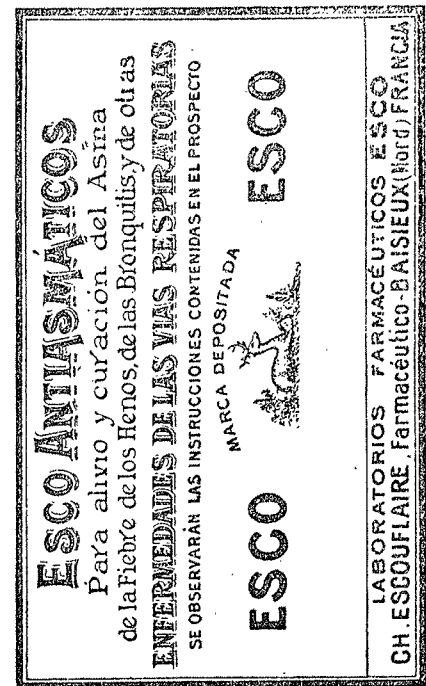 ESCO ANTIASMÁTICOS
Para alivio y curación del Asma
de la Fiebre de los Henos, de las Bronquitis, y de otras
ENFERMEDADES DE LAS VIAS RESPIRATORIAS
SE OBSERVARÁN LAS INSTRUCCIONES CONTENIDAS EN EL PROSPECTO
MARCA DEPOSITADA
ESCO ESCO
LABORATORIOS FARMACÉUTICOS ESCO
CH. ESCOUFLAIRE, Farmacéutico-BAISIEUX (Nord) FRANCIA